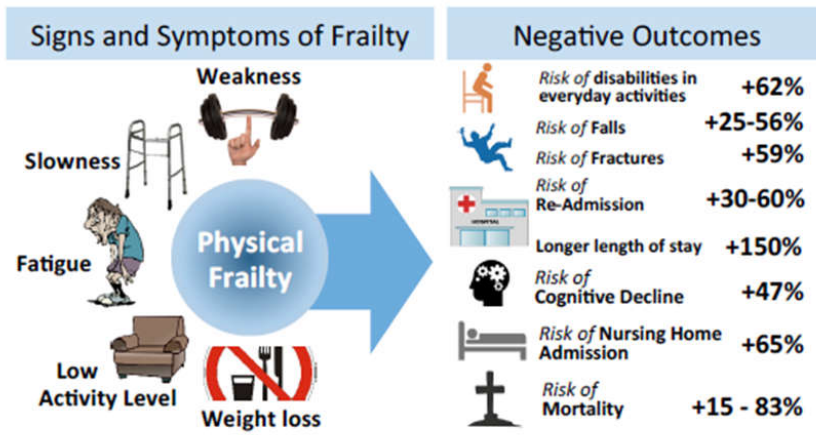 Signs and Symptoms of Frailty
Weakness
Slowness
Fatigue
Low
Activity Level
Weight loss
Physical
Frailty
Negative Outcomes
Risk of disabilities in
everyday activities
+62%
Risk of Falls
+25-56%
Risk of Fractures
+59%
Risk of
Re-Admission
+30-60%
HOSPITAL
Longer length of stay
+150%
Risk of
Cognitive Decline
+47%
Risk of Nursing Home
Admission
+65%
Risk of
Mortality
+15 - 83%